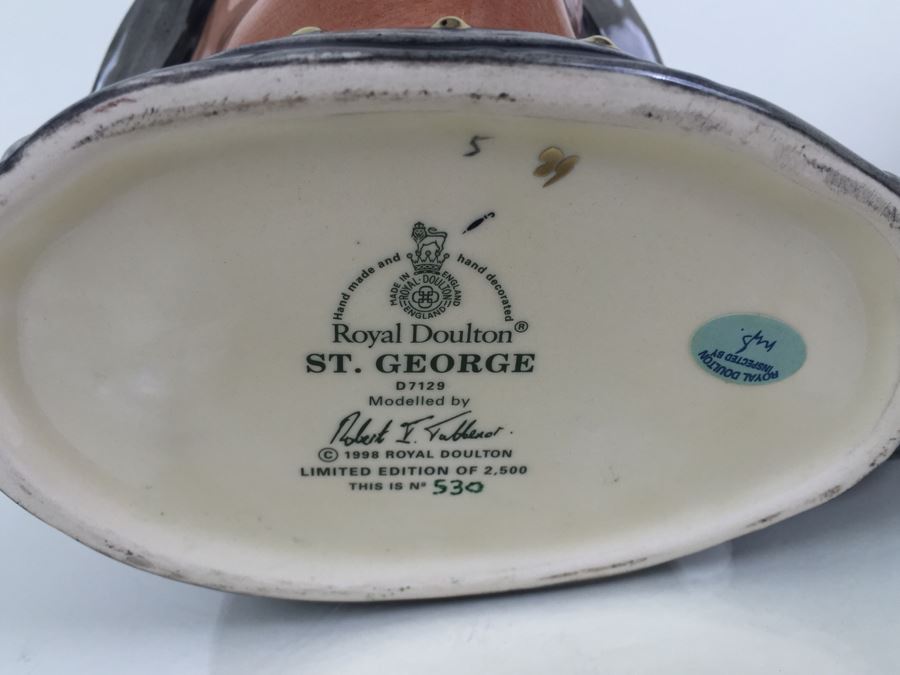 5
Hand made and hand decorated
MADE IN ENGLAND
ROYAL-DOULTON
ENGLAND
Royal Doulton®
ST. GEORGE
D7129
Modelled by
Robert I. Tabbenor.
© 1998 ROYAL DOULTON
LIMITED EDITION OF 2,500
THIS IS Nº 530
ROYAL DOULTON
INSPECTED BY